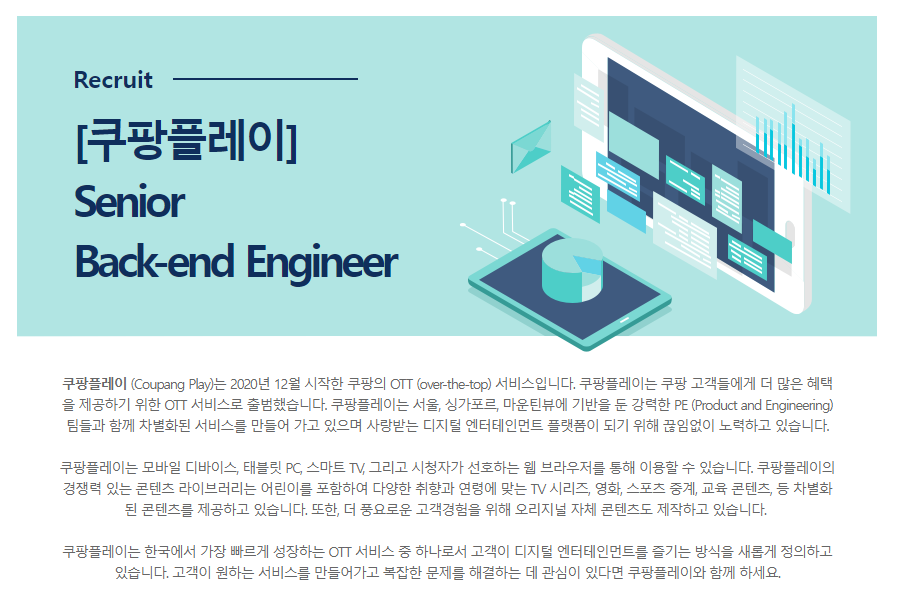 Recruit
[쿠팡플레이]
Senior
Back-end Engineer
쿠팡플레이 (Coupang Play)는 2020년 12월 시작한 쿠팡의 OTT (over-the-top) 서비스입니다. 쿠팡플레이는 쿠팡 고객들에게 더 많은 혜택
을 제공하기 위한 OTT 서비스로 출범했습니다. 쿠팡플레이는 서울, 싱가포르, 마운틴뷰에 기반을 둔 강력한 PE (Product and Engineering)
팀들과 함께 차별화된 서비스를 만들어 가고 있으며 사랑받는 디지털 엔터테인먼트 플랫폼이 되기 위해 끊임없이 노력하고 있습니다.
쿠팡플레이는 모바일 디바이스, 태블릿 PC, 스마트 TV, 그리고 시청자가 선호하는 웹 브라우저를 통해 이용할 수 있습니다. 쿠팡플레이의
경쟁력 있는 콘텐츠 라이브러리는 어린이를 포함하여 다양한 취향과 연령에 맞는 TV 시리즈, 영화, 스포츠 중계, 교육 콘텐츠, 등 차별화
된 콘텐츠를 제공하고 있습니다. 또한, 더 풍요로운 고객경험을 위해 오리지널 자체 콘텐츠도 제작하고 있습니다.
쿠팡플레이는 한국에서 가장 빠르게 성장하는 OTT 서비스 중 하나로서 고객이 디지털 엔터테인먼트를 즐기는 방식을 새롭게 정의하고
있습니다. 고객이 원하는 서비스를 만들어가고 복잡한 문제를 해결하는 데 관심이 있다면 쿠팡플레이와 함께 하세요.